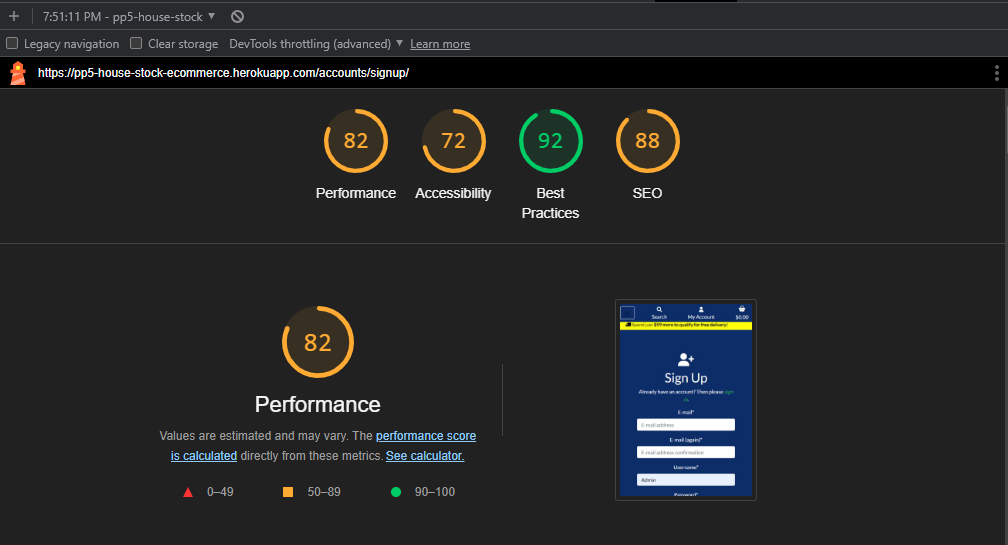 7:51:11 PM - pp5-house-stock
Legacy navigation Clear storage DevTools throttling (advanced) Learn more
https://pp5-house-stock-ecommerce.herokuapp.com/accounts/signup/
82 72 92 88
Performance Accessibility Best Practices SEO
82
Performance
Values are estimated and may vary. The performance score
is calculated directly from these metrics. See calculator.
0–49 50–89 90–100
Search My Account $0.00
$99 more to qualify for free delivery!
Sign Up
Already have an account? Then please sign
E-mail*
E-mail address
E-mail (again)*
E-mail address confirmation
Username*
Admin
Password*